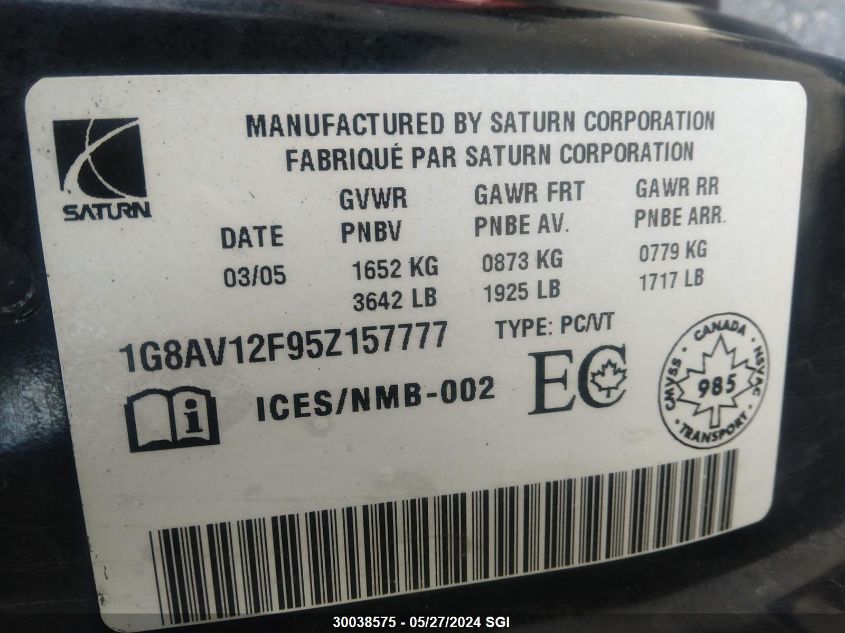 MANUFACTURED BY SATURN CORPORATION
FABRIQUÉ PAR SATURN CORPORATION
SATURN
GVWR GAWR FRT GAWR RR
DATE PNBV PNBE AV. PNBE ARR.
03/05 1652 KG 0873 KG 0779 KG
3642 LB 1925 LB 1717 LB
1G8AV12F95Z157777 TYPE: PC/VT
i ICES/NMB-002 EC
CANADA
CMVSS 985 NSVAC
TRANSPORT
30038575 - 05/27/2024 SGI